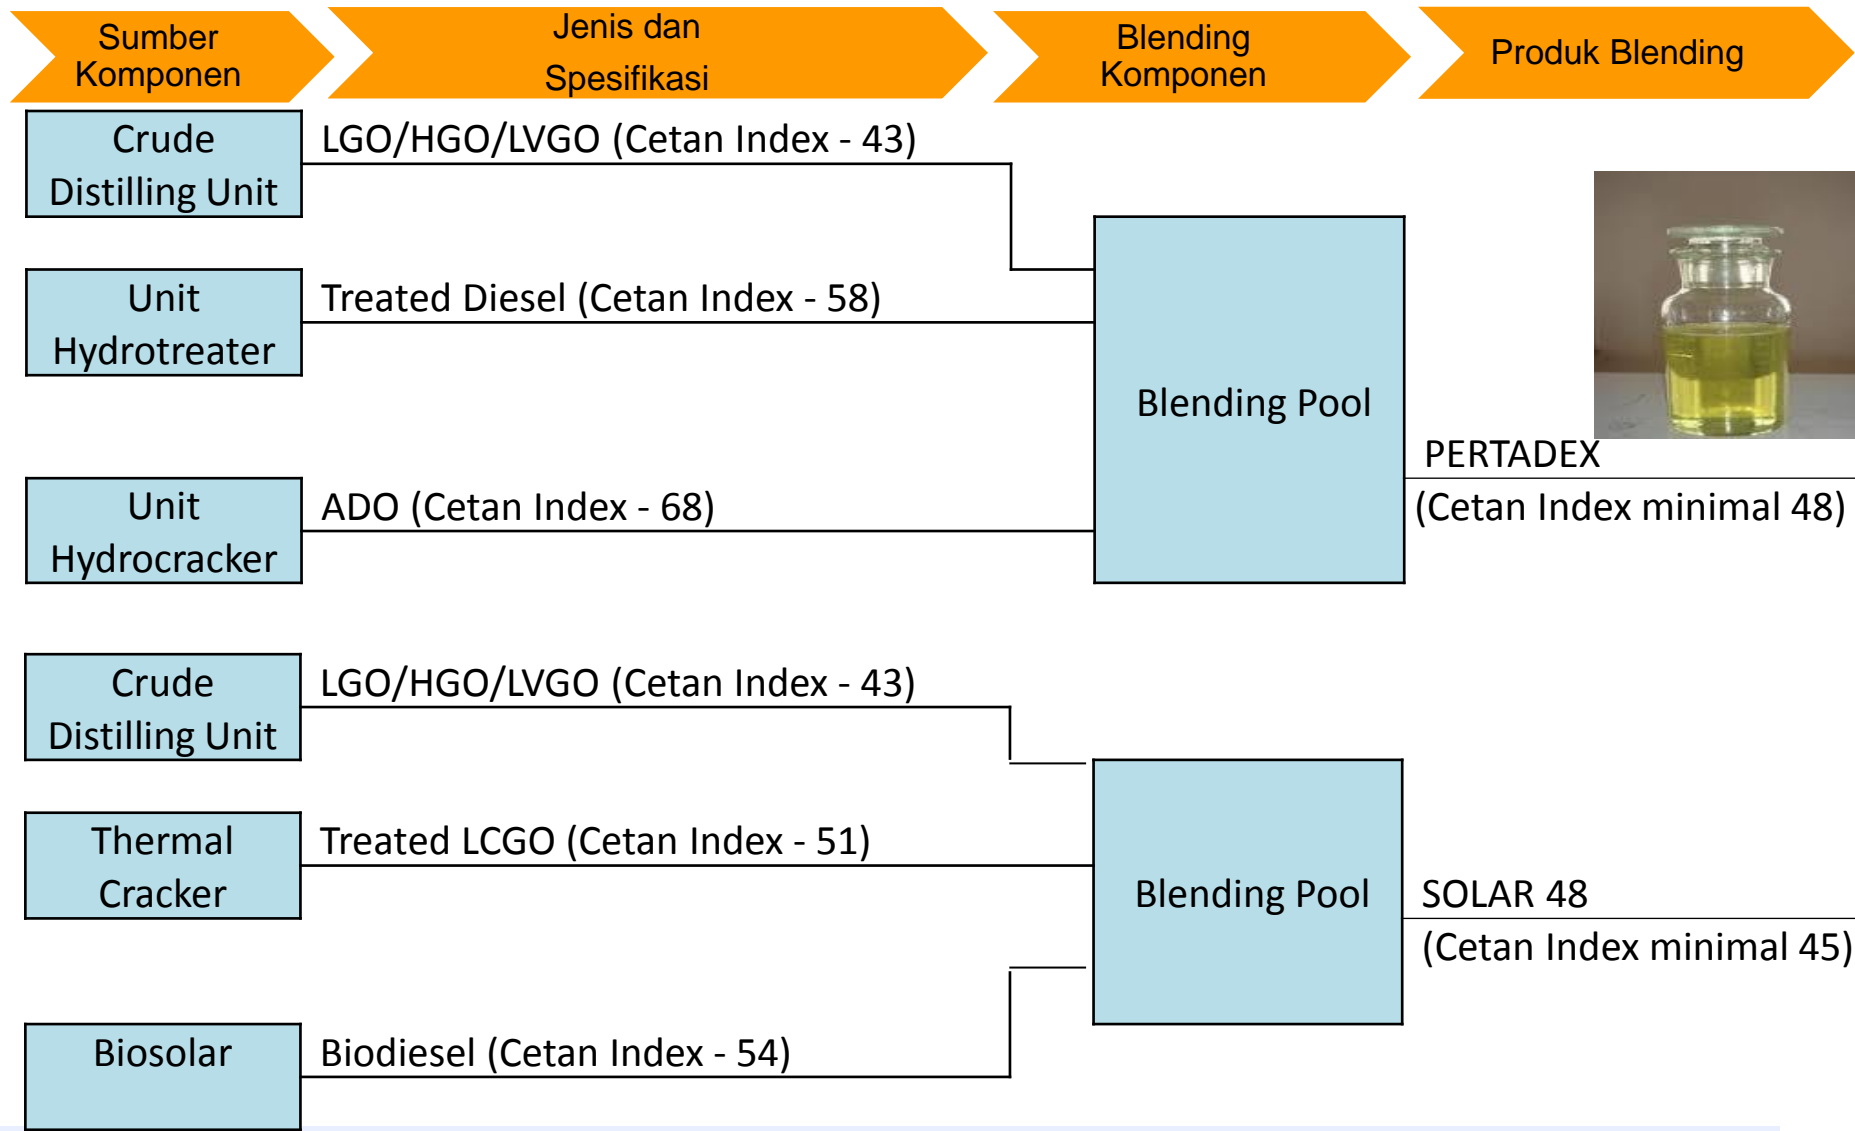 Sumber
Komponen
Jenis dan
Spesifikasi
Blending
Komponen
Produk Blending
Crude
Distilling Unit
LGO/HGO/LVGO (Cetan Index - 43)
Unit
Hydrotreater
Treated Diesel (Cetan Index - 58)
Unit
Hydrocracker
ADO (Cetan Index - 68)
Blending Pool
PERTADEX
(Cetan Index minimal 48)
Crude
Distilling Unit
LGO/HGO/LVGO (Cetan Index - 43)
Thermal
Cracker
Treated LCGO (Cetan Index - 51)
Biosolar
Biodiesel (Cetan Index - 54)
Blending Pool
SOLAR 48
(Cetan Index minimal 45)